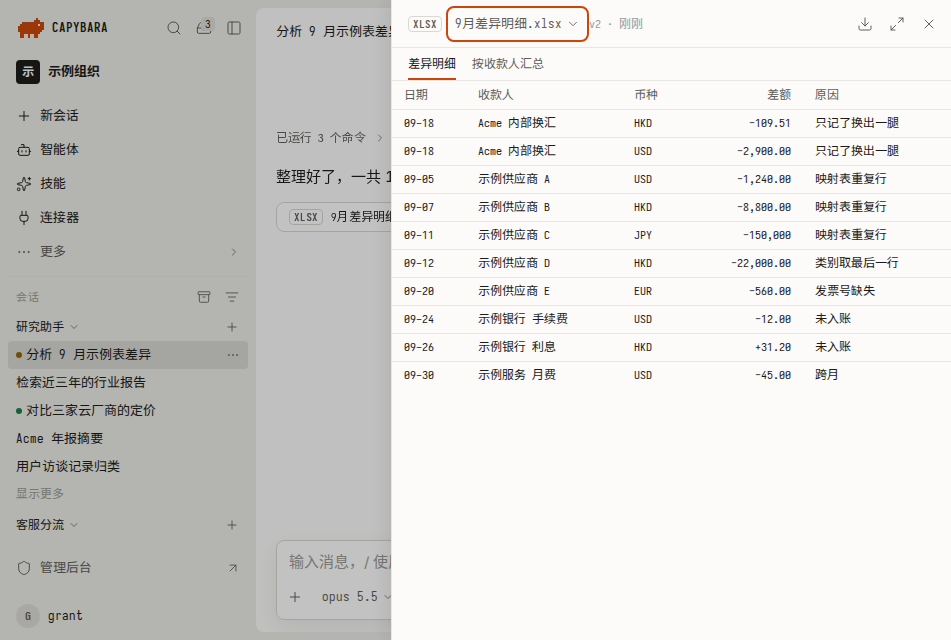 CAPYBARA
3
示 示例组织
新会话
智能体
技能
连接器
更多
会话
研究助手
分析 9 月示例表差异
检索近三年的行业报告
对比三家云厂商的定价
Acme 年报摘要
用户访谈记录归类
显示更多
客服分流
管理后台
G grant
分析 9 月示例表差
已运行 3 个命令
整理好了，一共 1
XLSX 9月差异明细
输入消息，/ 使
opus 5.5
XLSX 9月差异明细.xlsx v2 · 刚刚
差异明细 按收款人汇总
日期 收款人 币种 差额 原因
09-18 Acme 内部换汇 HKD -109.51 只记了换出一腿
09-18 Acme 内部换汇 USD -2,900.00 只记了换出一腿
09-05 示例供应商 A USD -1,240.00 映射表重复行
09-07 示例供应商 B HKD -8,800.00 映射表重复行
09-11 示例供应商 C JPY -150,000 映射表重复行
09-12 示例供应商 D HKD -22,000.00 类别取最后一行
09-20 示例供应商 E EUR -560.00 发票号缺失
09-24 示例银行 手续费 USD -12.00 未入账
09-26 示例银行 利息 HKD +31.20 未入账
09-30 示例服务 月费 USD -45.00 跨月